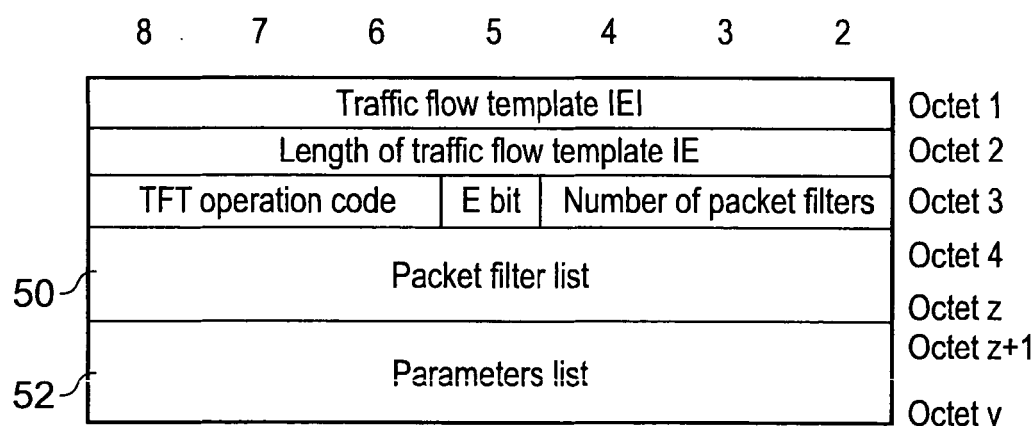 8 7 6 5 4 3 2
Traffic flow template IEI Octet 1
Length of traffic flow template IE Octet 2
TFT operation code E bit Number of packet filters Octet 3
Octet 4
50 Packet filter list
Octet z
Octet z+1
52 Parameters list
Octet v